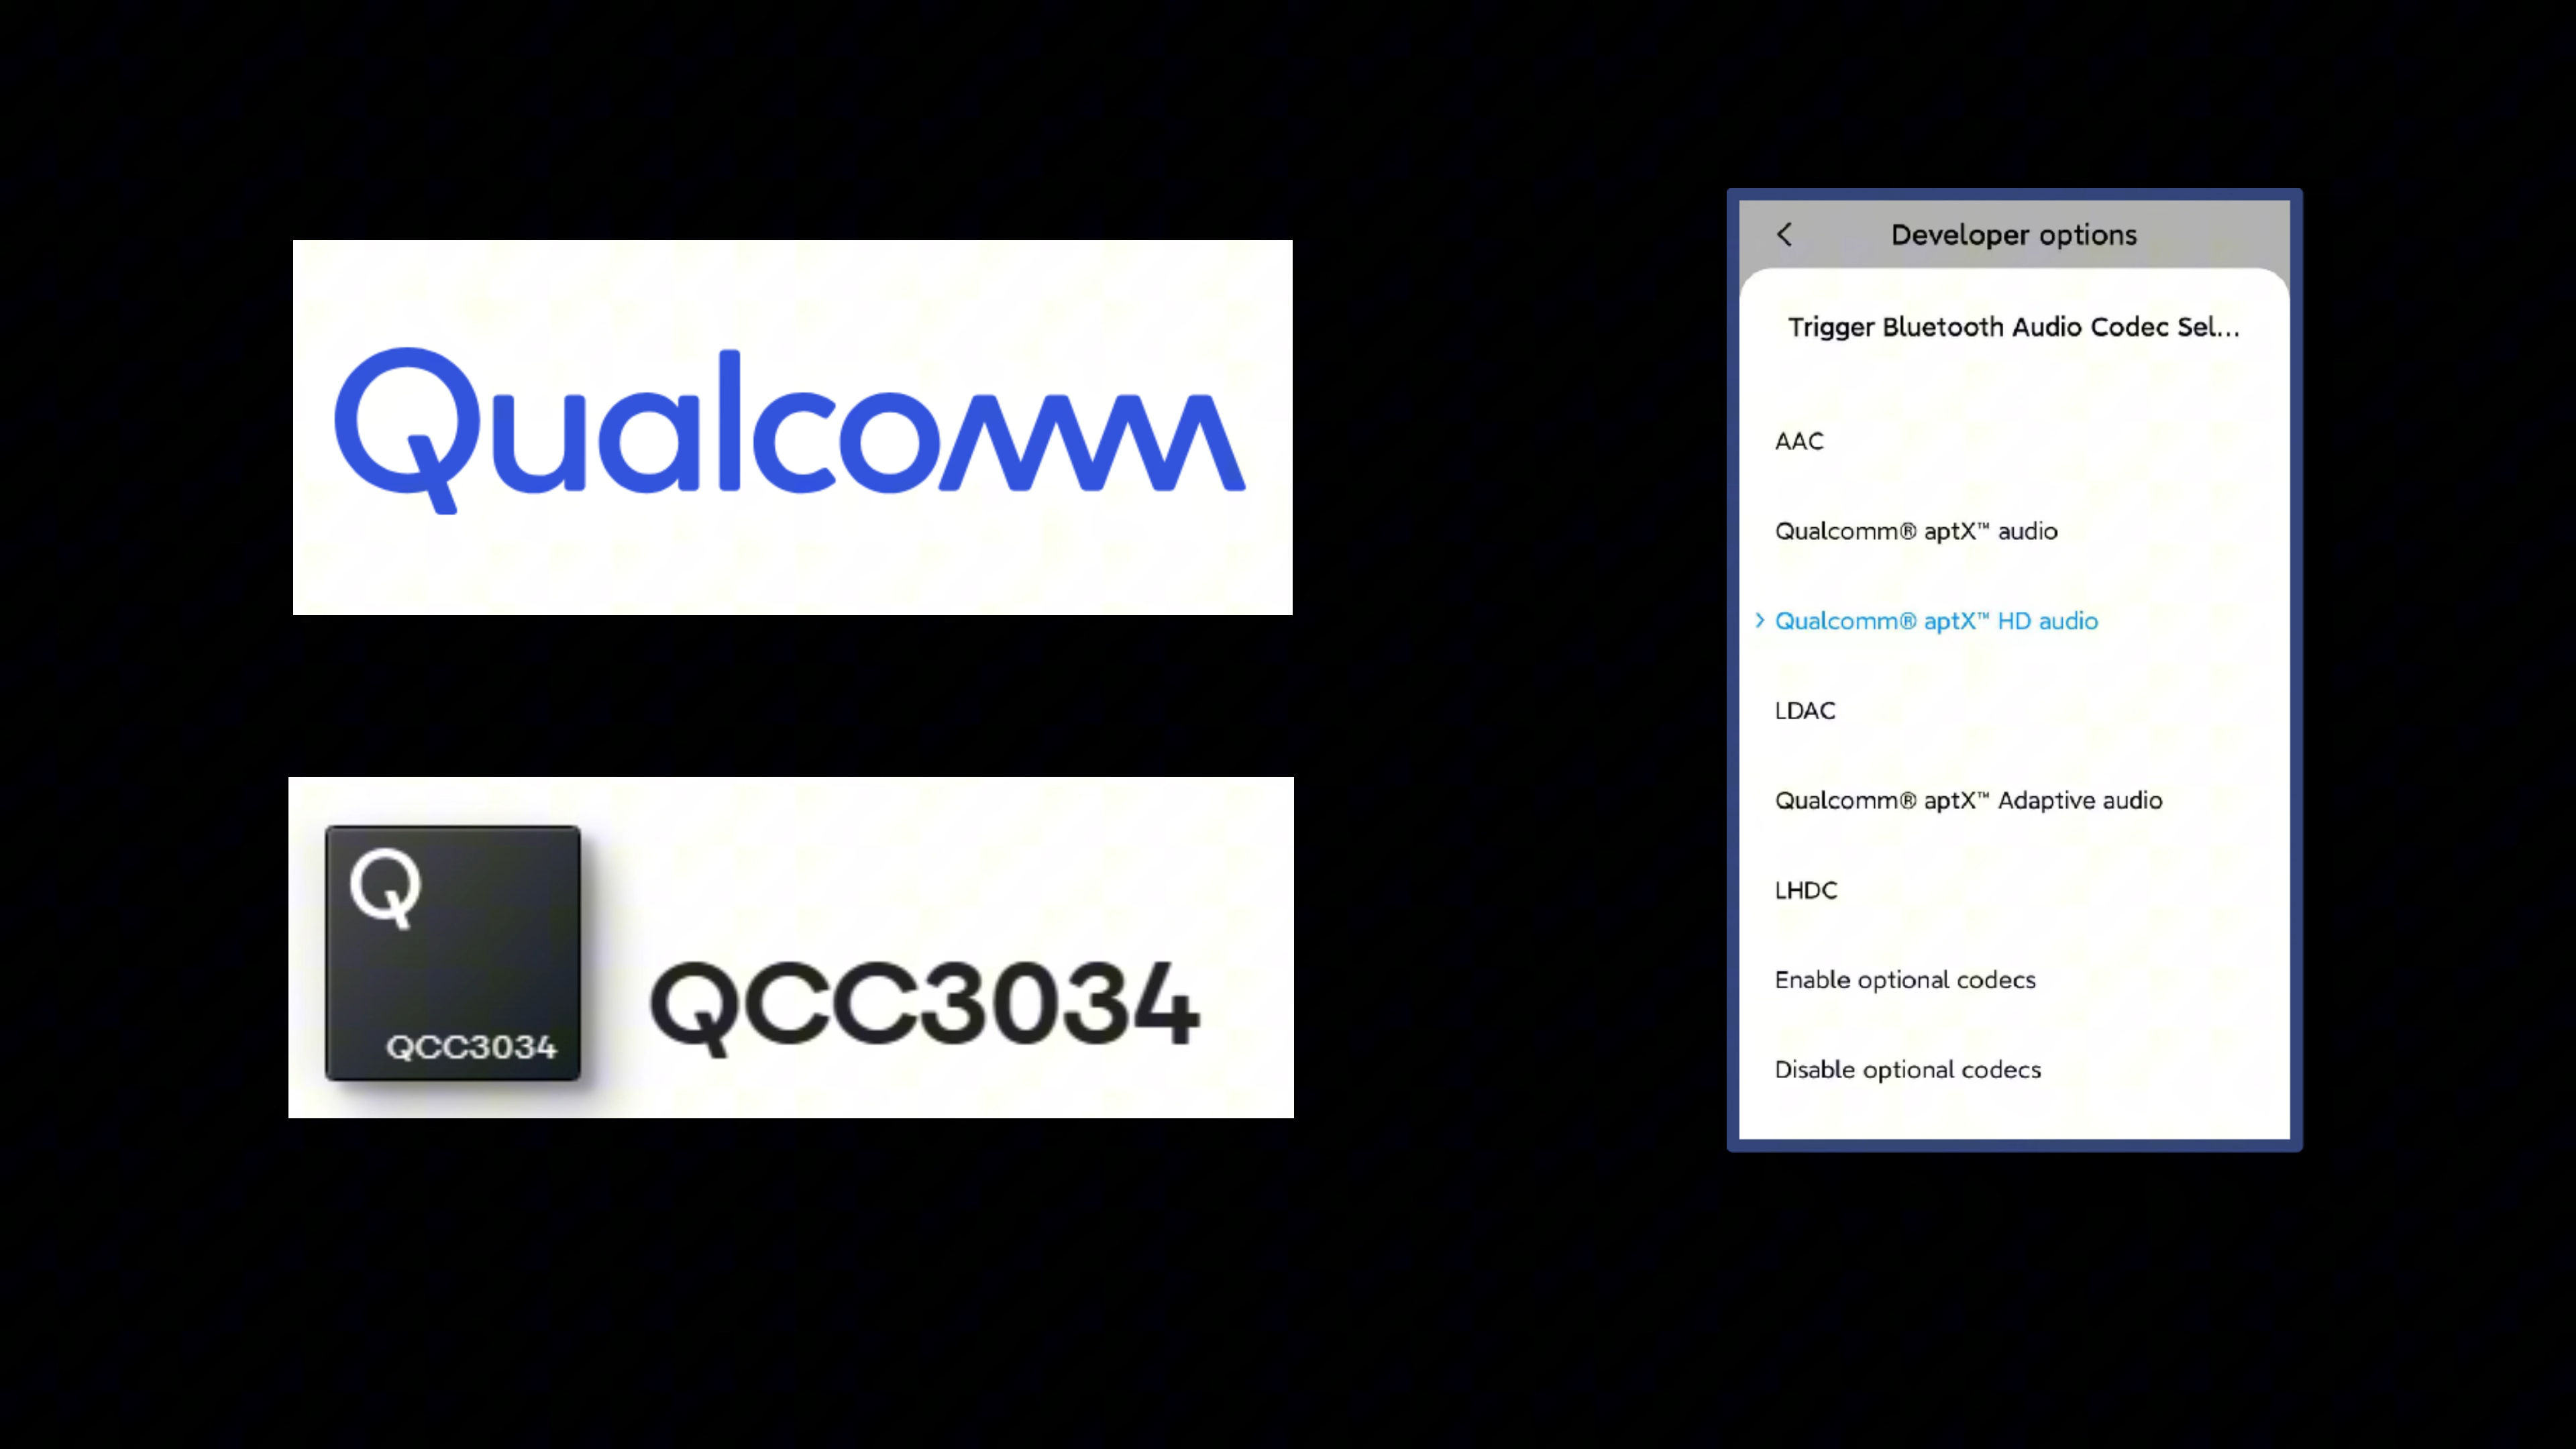 Qualcomm
Q
QCC3034
QCC3034
Developer options
Trigger Bluetooth Audio Codec Sel...
AAC
Qualcomm® aptX™ audio
Qualcomm® aptX™ HD audio
LDAC
Qualcomm® aptX™ Adaptive audio
LHDC
Enable optional codecs
Disable optional codecs